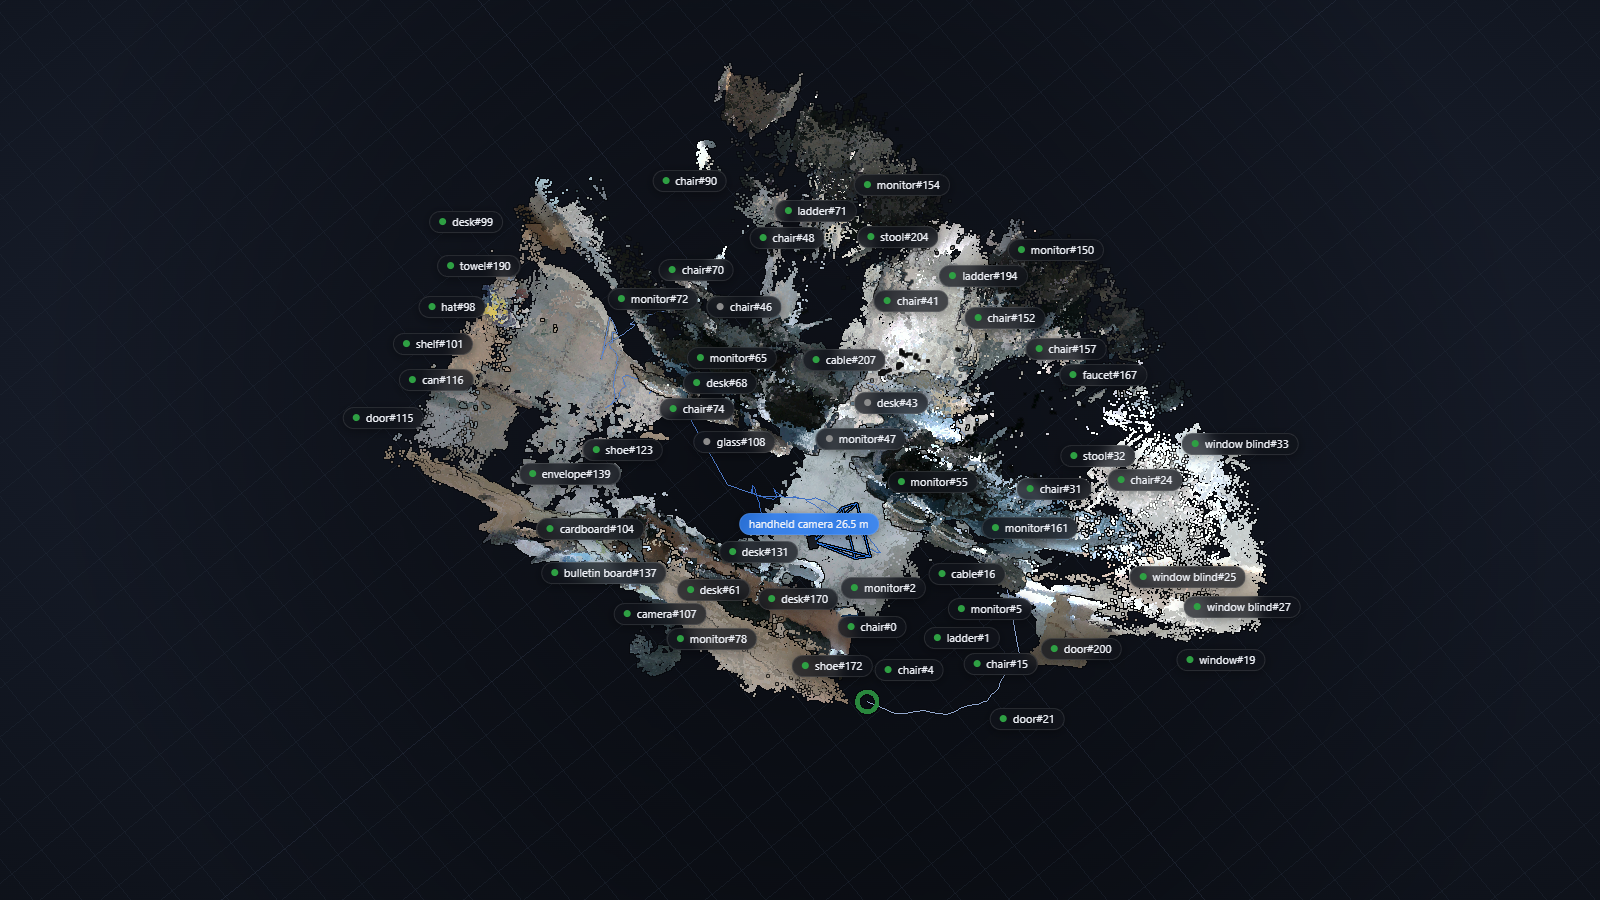 chair#90
monitor#154
ladder#71
desk#99
chair#48
stool#204
monitor#150
towel#190
chair#70
ladder#194
monitor#72
chair#46
chair#41
hat#98
chair#152
shelf#101
monitor#65
cable#207
chair#157
can#116
desk#68
faucet#167
door#115
chair#74
desk#43
glass#108
monitor#47
window blind#33
shoe#123
stool#32
envelope#139
monitor#55
chair#31
chair#24
cardboard#104
handheld camera 26.5 m
monitor#161
desk#131
bulletin board#137
cable#16
window blind#25
desk#61
desk#170
monitor#2
camera#107
monitor#5
window blind#27
monitor#78
chair#0
ladder#1
door#200
shoe#172
chair#4
chair#15
window#19
door#21